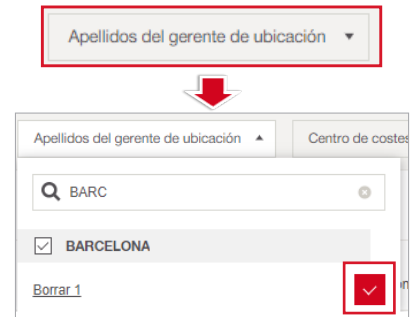 Apellidos del gerente de ubicación
Apellidos del gerente de ubicación Centro de costes
BARC
BARCELONA
Borrar 1